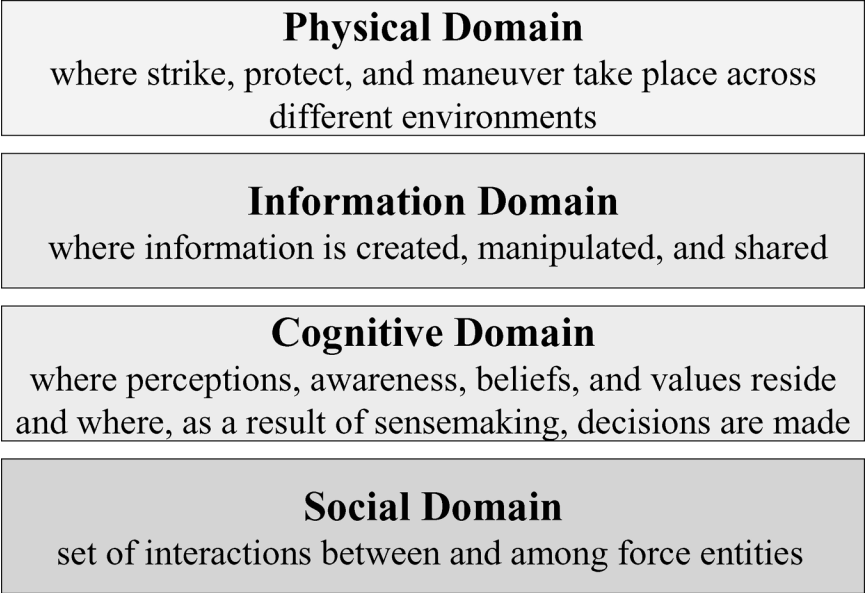 Physical Domain
where strike, protect, and maneuver take place across
different environments
Information Domain
where information is created, manipulated, and shared
Cognitive Domain
where perceptions, awareness, beliefs, and values reside
and where, as a result of sensemaking, decisions are made
Social Domain
set of interactions between and among force entities